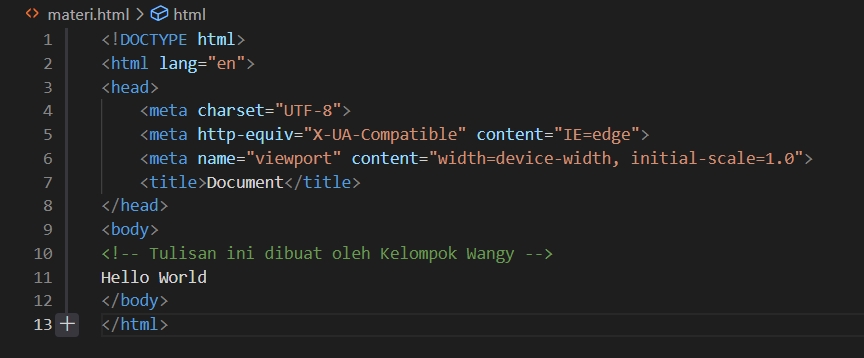 materi.html > html
1 <!DOCTYPE html>
2 <html lang="en">
3 <head>
4     <meta charset="UTF-8">
5     <meta http-equiv="X-UA-Compatible" content="IE=edge">
6     <meta name="viewport" content="width=device-width, initial-scale=1.0">
7     <title>Document</title>
8 </head>
9 <body>
10 <!-- Tulisan ini dibuat oleh Kelompok Wangy -->
11 Hello World
12 </body>
13 </html>